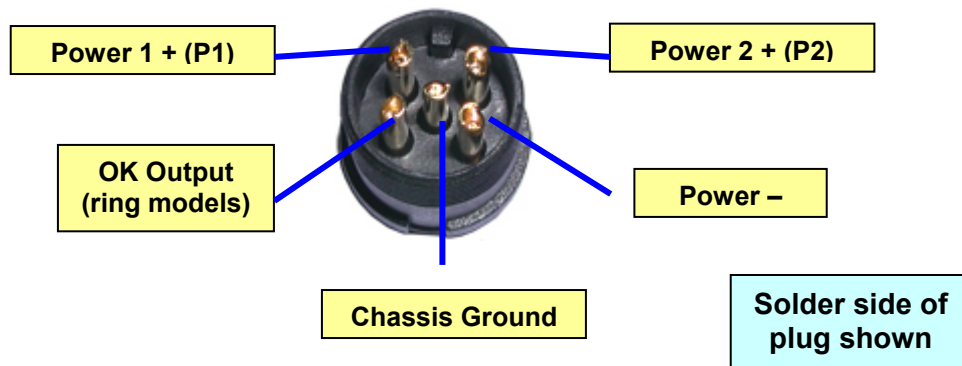 Power 1 + (P1)
Power 2 + (P2)
OK Output
(ring models)
Power –
Chassis Ground
Solder side of
plug shown